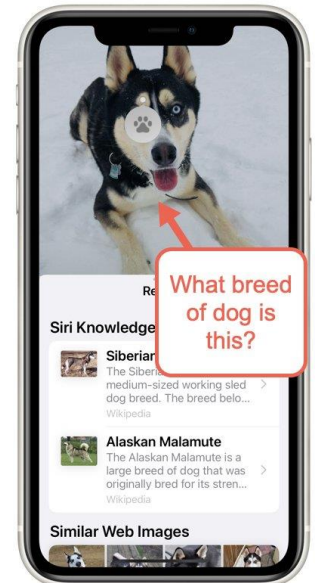 What breed
of dog is
this?
Re
Siri Knowledge
Siberian
The Siberi
medium-sized working sled
dog breed. The breed belo...
Wikipedia
Alaskan Malamute
The Alaskan Malamute is a
large breed of dog that was
originally bred for its stren...
Wikipedia
Similar Web Images